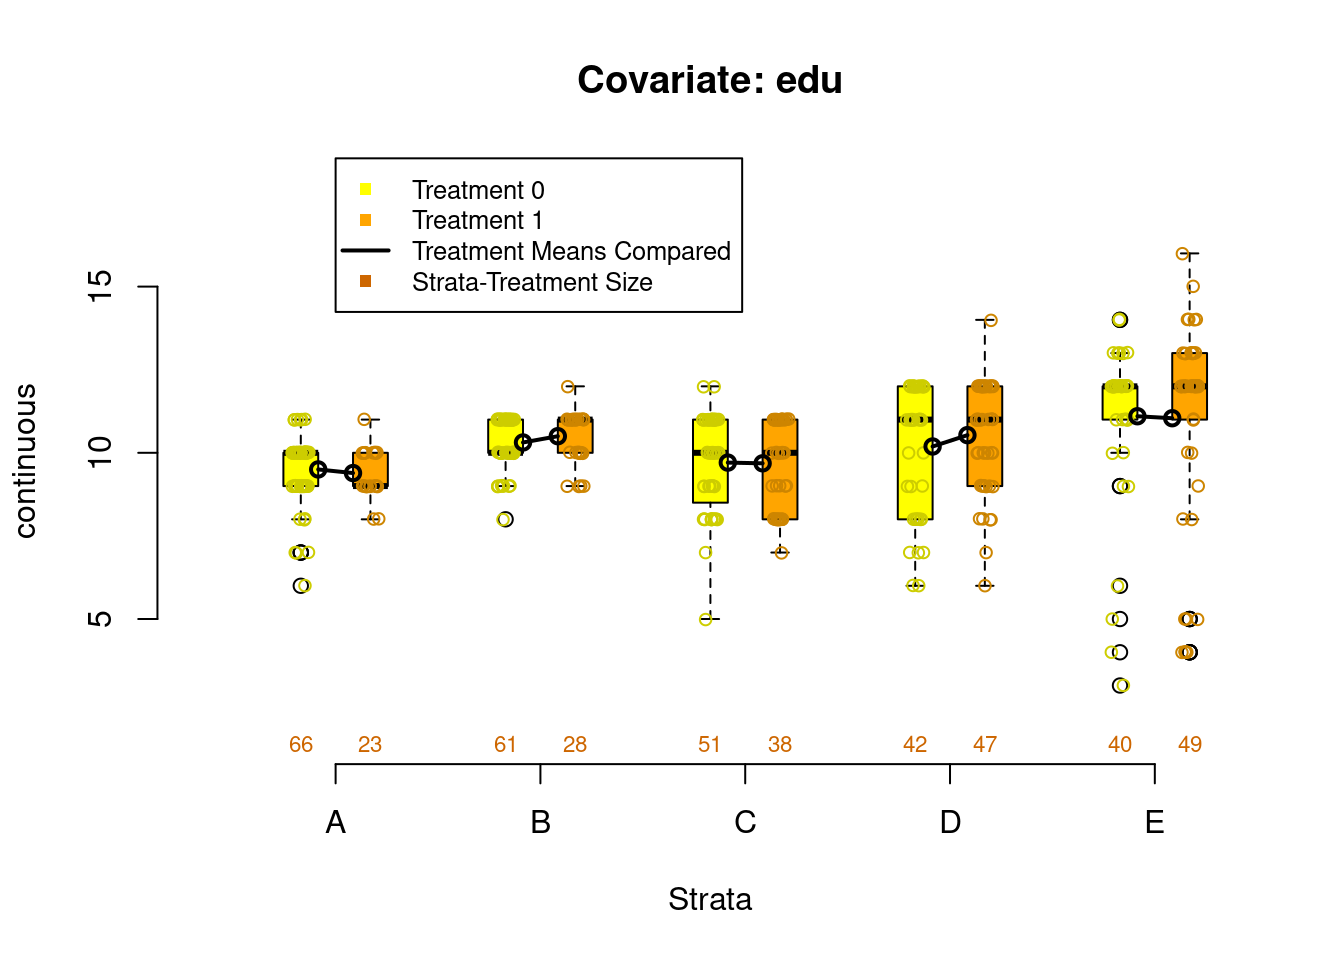 Covariate: edu
Treatment 0
Treatment 1
Treatment Means Compared
Strata-Treatment Size
continuous
15
10
5
66 23 61 28 51 38 42 47 40 49
A B C D E
Strata